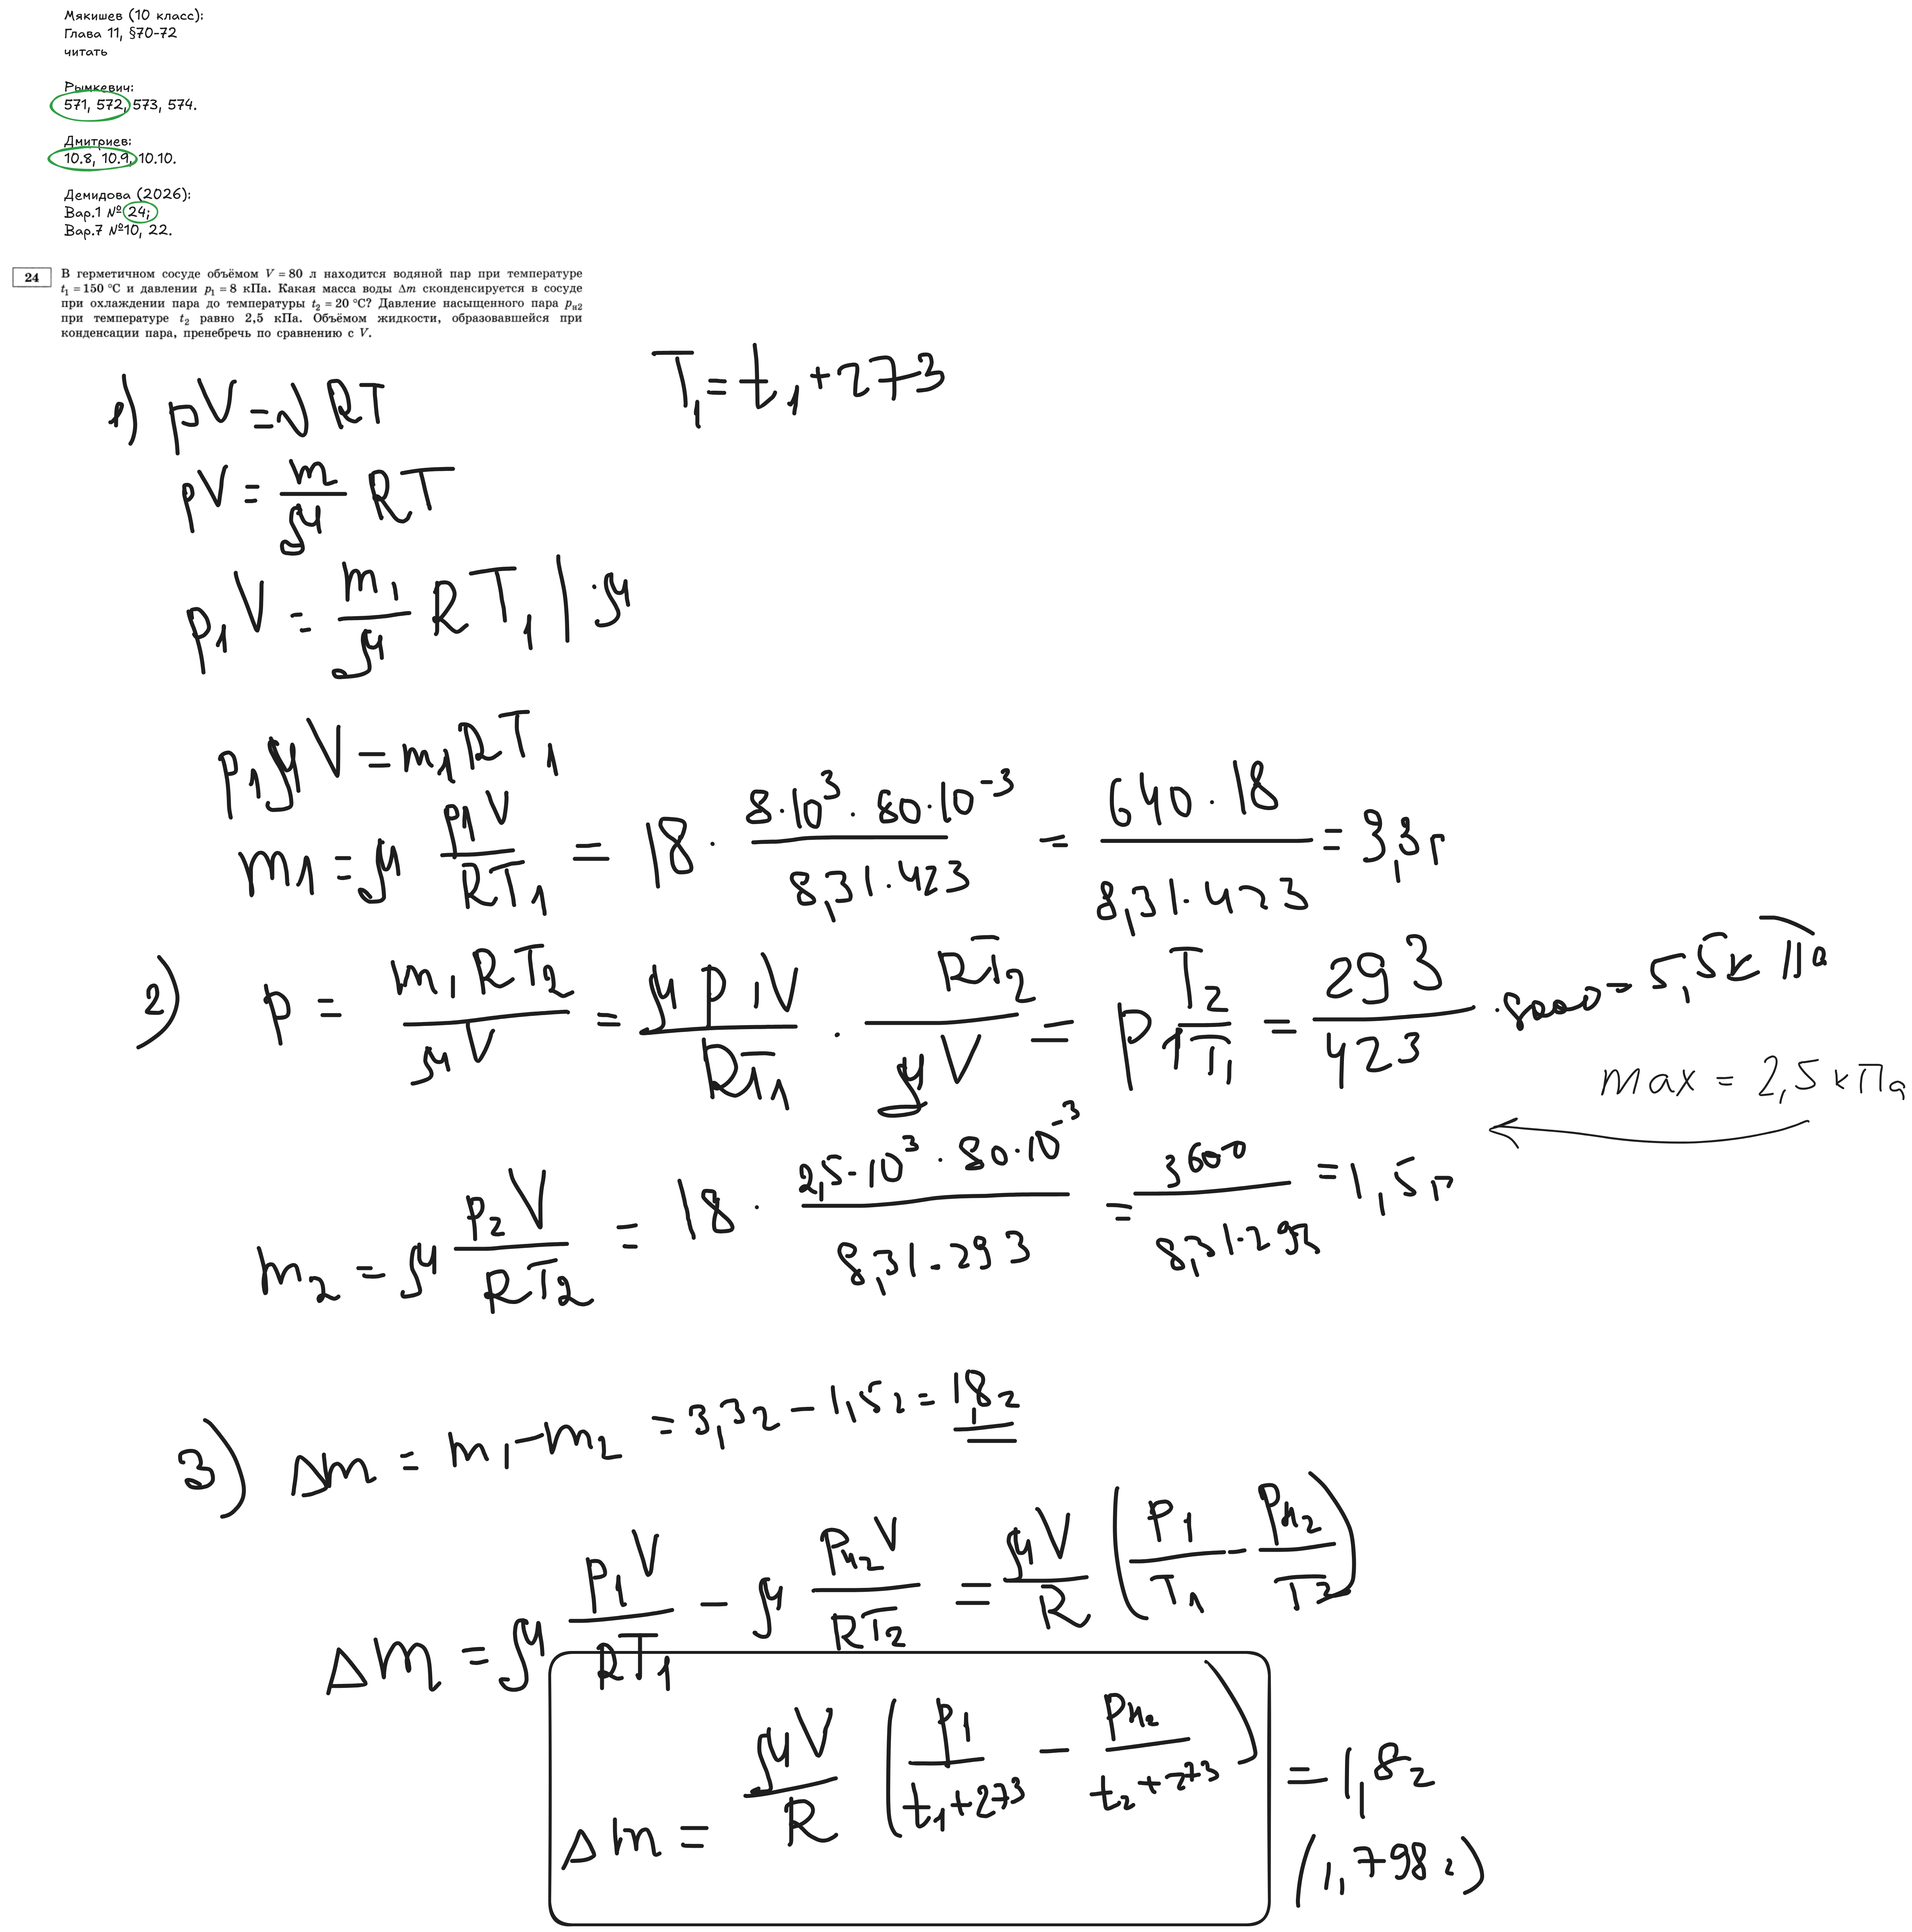 Мякишев (10 класс):
Глава 11, §70-72
читать
Рымкевич:
571, 572, 573, 574.
Дмитриев:
10.8, 10.9, 10.10.
Демидова (2026):
Вар.1 №24;
Вар.7 №10, 22.
24
В герметичном сосуде объёмом V = 80 л находится водяной пар при температуре
t₁ = 150 °C и давлении p₁ = 8 кПа. Какая масса воды Δm сконденсируется в сосуде
при охлаждении пара до температуры t₂ = 20 °C? Давление насыщенного пара pн2
при температуре t₂ равно 2,5 кПа. Объёмом жидкости, образовавшейся при
конденсации пара, пренебречь по сравнению с V.
1) pV = νRT
T₁ = t₁ + 273
pV = m/μ RT
p₁V = m₁/μ RT₁ | ·μ
p₁μV = m₁RT₁
m₁ = μ p₁V/RT₁ = 18 · 8·10³·80·10⁻³/8,31·423 = 640·18/8,31·423 = 3,3 г
2) p = m₁RT₂/μV = μp₁V/RT₁ · RT₂/μV = p₁ T₂/T₁ = 293/423 · 8000 = 5,5 кПа
max = 2,5 кПа
m₂ = μ p₂V/RT₂ = 18 · 2,5·10³·80·10⁻³/8,31·293 = 3600/8,31·293 = 1,5 г
3) Δm = m₁ - m₂ = 3,3 г - 1,5 г = 1,8 г
Δm = μ p₁V/RT₁ - μ pн₂V/RT₂ = μV/R (p₁/T₁ - pн₂/T₂)
Δm = μV/R (p₁/t₁+273 - pн₂/t₂+273) = 1,8 г
(1,798 г)